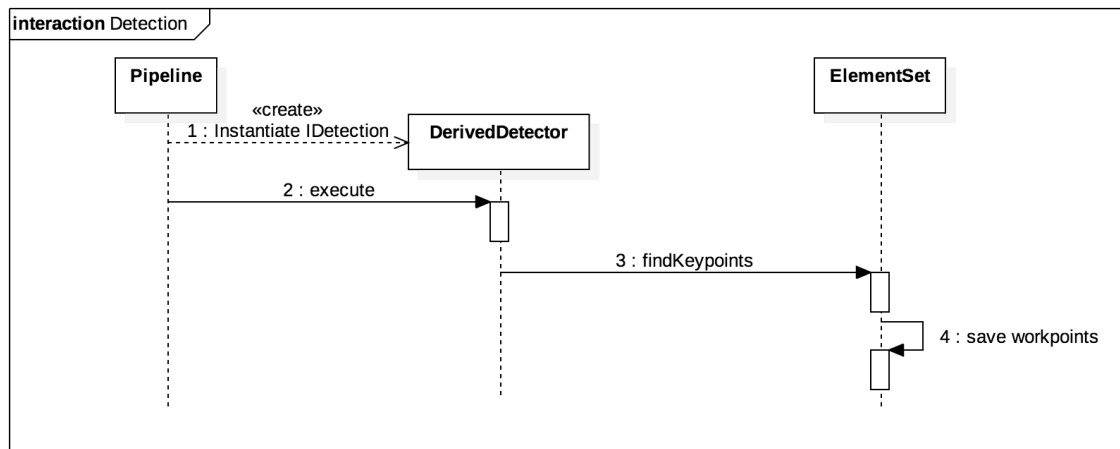 interaction Detection
Pipeline
ElementSet
«create»
1 : Instantiate IDetection
DerivedDetector
2 : execute
3 : findKeypoints
4 : save workpoints